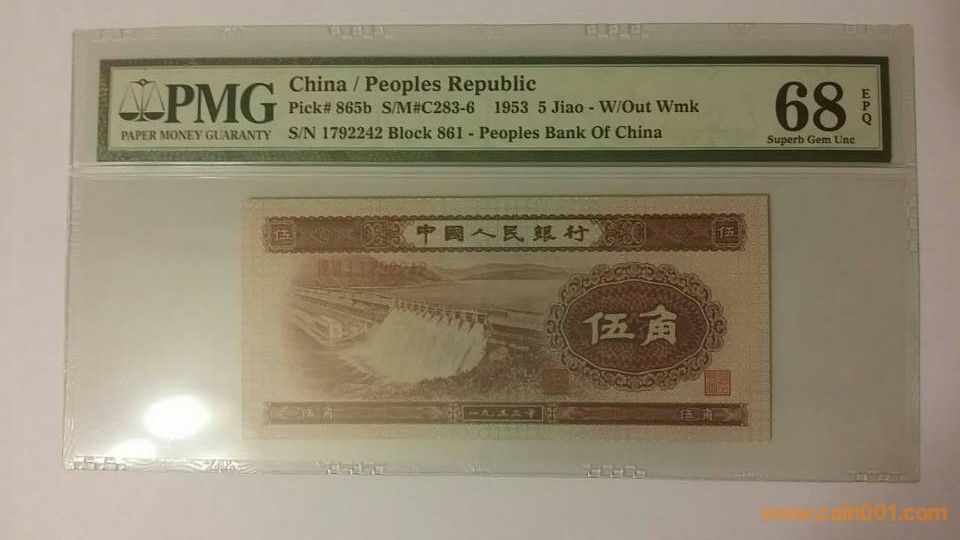 PMG
PAPER MONEY GUARANTY
China / Peoples Republic
Pick# 865b S/M#C283-6 1953 5 Jiao - W/Out Wmk
S/N 1792242 Block 861 - Peoples Bank Of China
68
EPQ
Superb Gem Unc
伍
中國人民銀行
伍
伍角
伍角
一九五三年
伍角
www.coin001.com